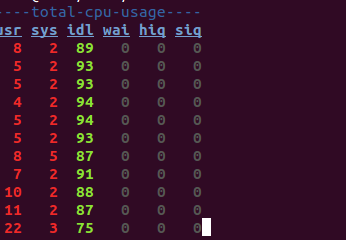 ----total-cpu-usage----
usr sys idl wai hiq siq
8 2 89 0 0 0
5 2 93 0 0 0
5 2 93 0 0 0
4 2 94 0 0 0
5 2 94 0 0 0
5 2 93 0 0 0
8 5 87 0 0 0
7 2 91 0 0 0
10 2 88 0 0 0
11 2 87 0 0 0
22 3 75 0 0 0